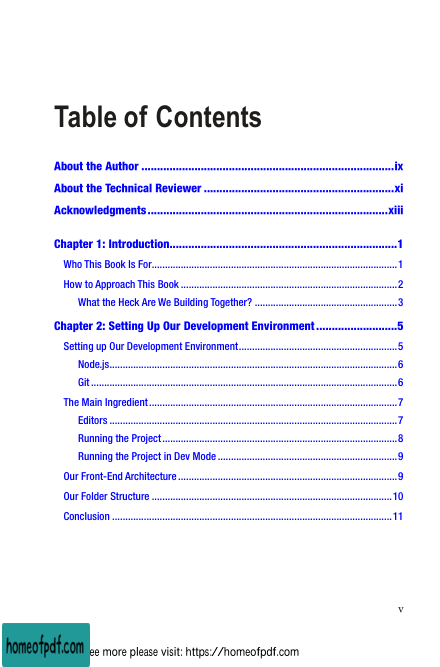 Table of Contents
About the Author ................................................................................ix
About the Technical Reviewer ............................................................xi
Acknowledgments............................................................................xiii
Chapter 1: Introduction........................................................................1
Who This Book Is For............................................................................................1
How to Approach This Book .................................................................................2
What the Heck Are We Building Together? .....................................................3
Chapter 2: Setting Up Our Development Environment..........................5
Setting up Our Development Environment...........................................................5
Node.js..........................................................................................................6
Git .................................................................................................................6
The Main Ingredient.............................................................................................7
Editors ..........................................................................................................7
Running the Project.......................................................................................8
Running the Project in Dev Mode ...................................................................9
Our Front-End Architecture..................................................................................9
Our Folder Structure ..........................................................................................10
Conclusion .........................................................................................................11
v
homeofpdf.com
ee more please visit: https://homeofpdf.com